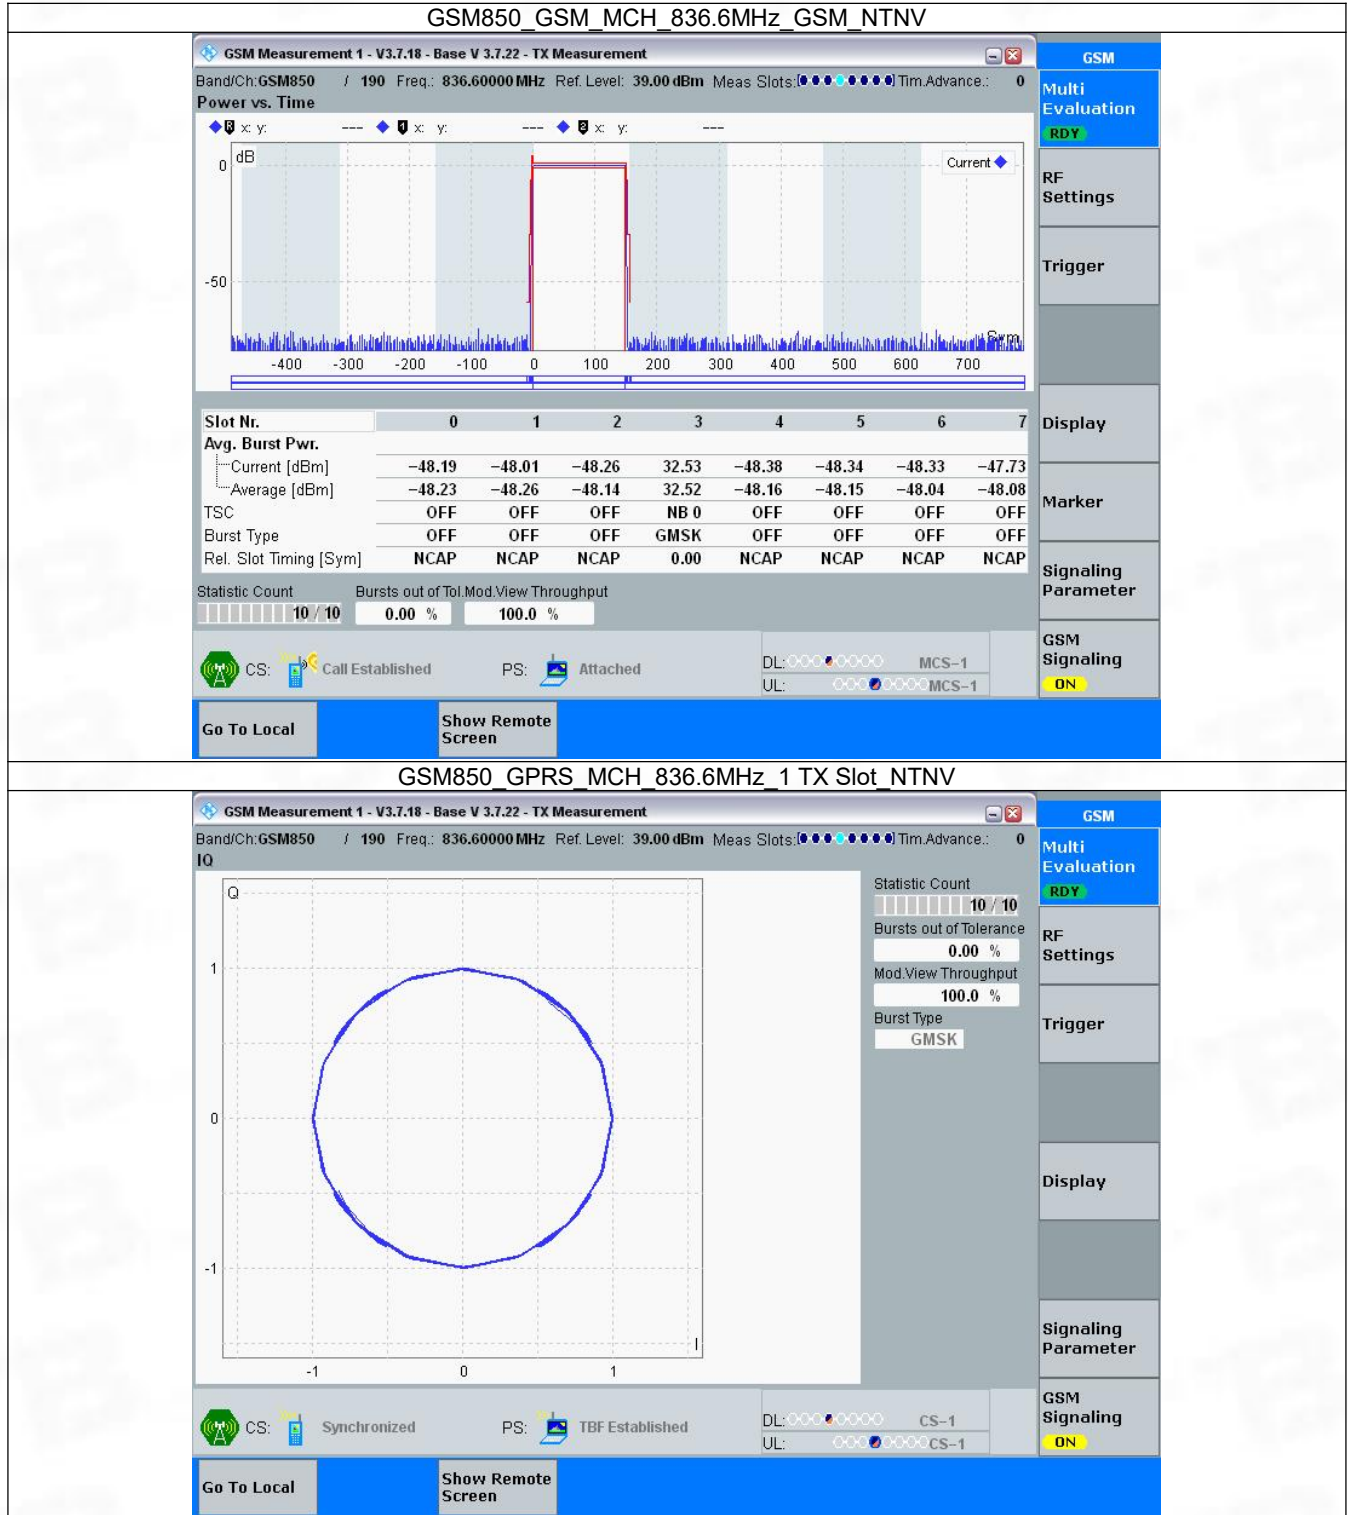 GSM850_GSM_MCH_836.6MHz_GSM_NTNV
GSM Measurement 1 - V3.7.18 - Base V 3.7.22 - TX Measurement
GSM
Band/Ch:GSM850 / 190 Freq.: 836.60000 MHz Ref. Level: 39.00 dBm Meas Slots: Tim.Advance.: 0
Power vs. Time
Multi
Evaluation
RDY
R x: y: --- 1 x: y: --- 2 x: y: ---
dB
Current
0
-50
Sym
-400 -300 -200 -100 0 100 200 300 400 500 600 700
RF
Settings
Trigger
Slot Nr. 0 1 2 3 4 5 6 7
Avg. Burst Pwr.
Current [dBm] −48.19 −48.01 −48.26 32.53 −48.38 −48.34 −48.33 −47.73
Average [dBm] −48.23 −48.26 −48.14 32.52 −48.16 −48.15 −48.04 −48.08
TSC OFF OFF OFF NB 0 OFF OFF OFF OFF
Burst Type OFF OFF OFF GMSK OFF OFF OFF OFF
Rel. Slot Timing [Sym] NCAP NCAP NCAP 0.00 NCAP NCAP NCAP NCAP
Display
Marker
Signaling
Parameter
Statistic Count Bursts out of Tol. Mod.View Throughput
10 / 10 0.00 % 100.0 %
CS: Call Established PS: Attached DL: MCS−1
UL: MCS−1
GSM
Signaling
ON
Go To Local
Show Remote
Screen
GSM850_GPRS_MCH_836.6MHz_1 TX Slot_NTNV
GSM Measurement 1 - V3.7.18 - Base V 3.7.22 - TX Measurement
GSM
Band/Ch:GSM850 / 190 Freq.: 836.60000 MHz Ref. Level: 39.00 dBm Meas Slots: Tim.Advance.: 0
IQ
Multi
Evaluation
RDY
Q
1
0
-1
I
-1 0 1
Statistic Count
10 / 10
Bursts out of Tolerance
0.00 %
Mod.View Throughput
100.0 %
Burst Type
GMSK
RF
Settings
Trigger
Display
Signaling
Parameter
CS: Synchronized PS: TBF Established DL: CS−1
UL: CS−1
GSM
Signaling
ON
Go To Local
Show Remote
Screen